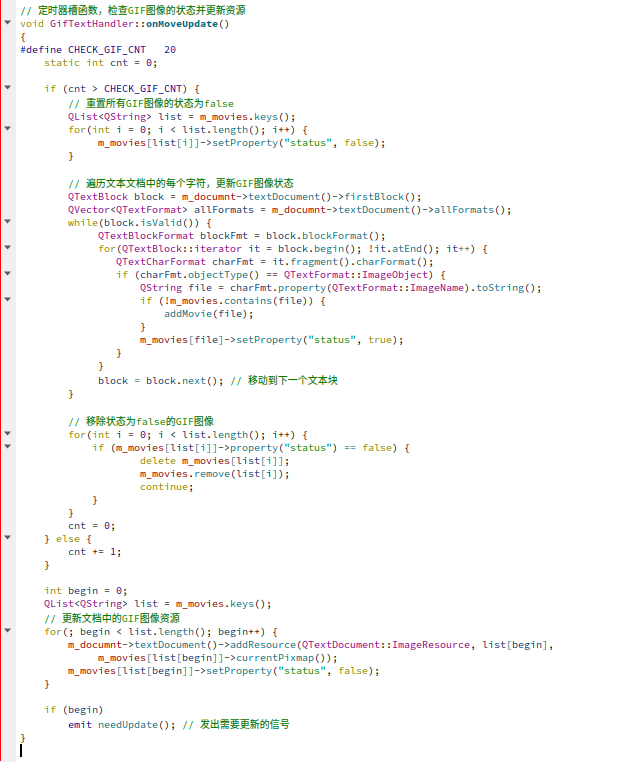 // 定时器槽函数，检查GIF图像的状态并更新资源
void GifTextHandler::onMoveUpdate()
{
#define CHECK_GIF_CNT   20
    static int cnt = 0;

    if (cnt > CHECK_GIF_CNT) {
        // 重置所有GIF图像的状态为false
        QList<QString> list = m_movies.keys();
        for(int i = 0; i < list.length(); i++) {
             m_movies[list[i]]->setProperty("status", false);
        }

        // 遍历文本文档中的每个字符，更新GIF图像状态
        QTextBlock block = m_documnt->textDocument()->firstBlock();
        QVector<QTextFormat> allFormats = m_documnt->textDocument()->allFormats();
        while(block.isValid()) {
             QTextBlockFormat blockFmt = block.blockFormat();
             for(QTextBlock::iterator it = block.begin(); !it.atEnd(); it++) {
                QTextCharFormat charFmt = it.fragment().charFormat();
                if (charFmt.objectType() == QTextFormat::ImageObject) {
                    QString file = charFmt.property(QTextFormat::ImageName).toString();
                    if (!m_movies.contains(file)) {
                        addMovie(file);
                    }
                    m_movies[file]->setProperty("status", true);
                }
             }
             block = block.next(); // 移动到下一个文本块
        }

        // 移除状态为false的GIF图像
        for(int i = 0; i < list.length(); i++) {
            if (m_movies[list[i]]->property("status") == false) {
                    delete m_movies[list[i]];
                    m_movies.remove(list[i]);
                    continue;
            }
        }
        cnt = 0;
    } else {
        cnt += 1;
    }

    int begin = 0;
    QList<QString> list = m_movies.keys();
    // 更新文档中的GIF图像资源
    for(; begin < list.length(); begin++) {
        m_documnt->textDocument()->addResource(QTextDocument::ImageResource, list[begin],
             m_movies[list[begin]]->currentPixmap());
        m_movies[list[begin]]->setProperty("status", false);
    }

    if (begin)
        emit needUpdate(); // 发出需要更新的信号
}